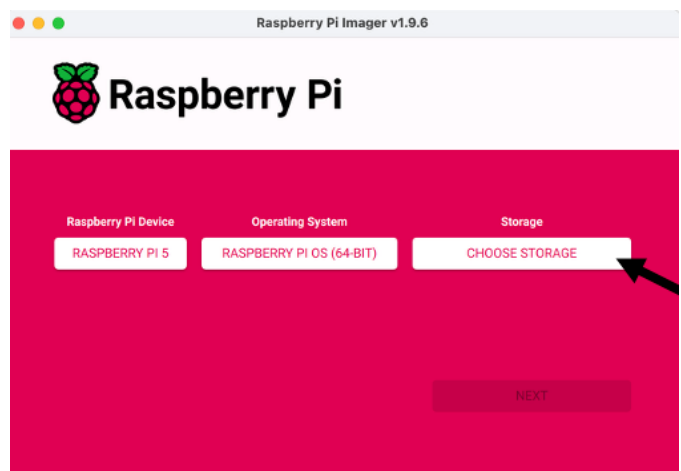 Raspberry Pi Imager v1.9.6
Raspberry Pi
Raspberry Pi Device
Operating System
Storage
RASPBERRY PI 5
RASPBERRY PI OS (64-BIT)
CHOOSE STORAGE
NEXT